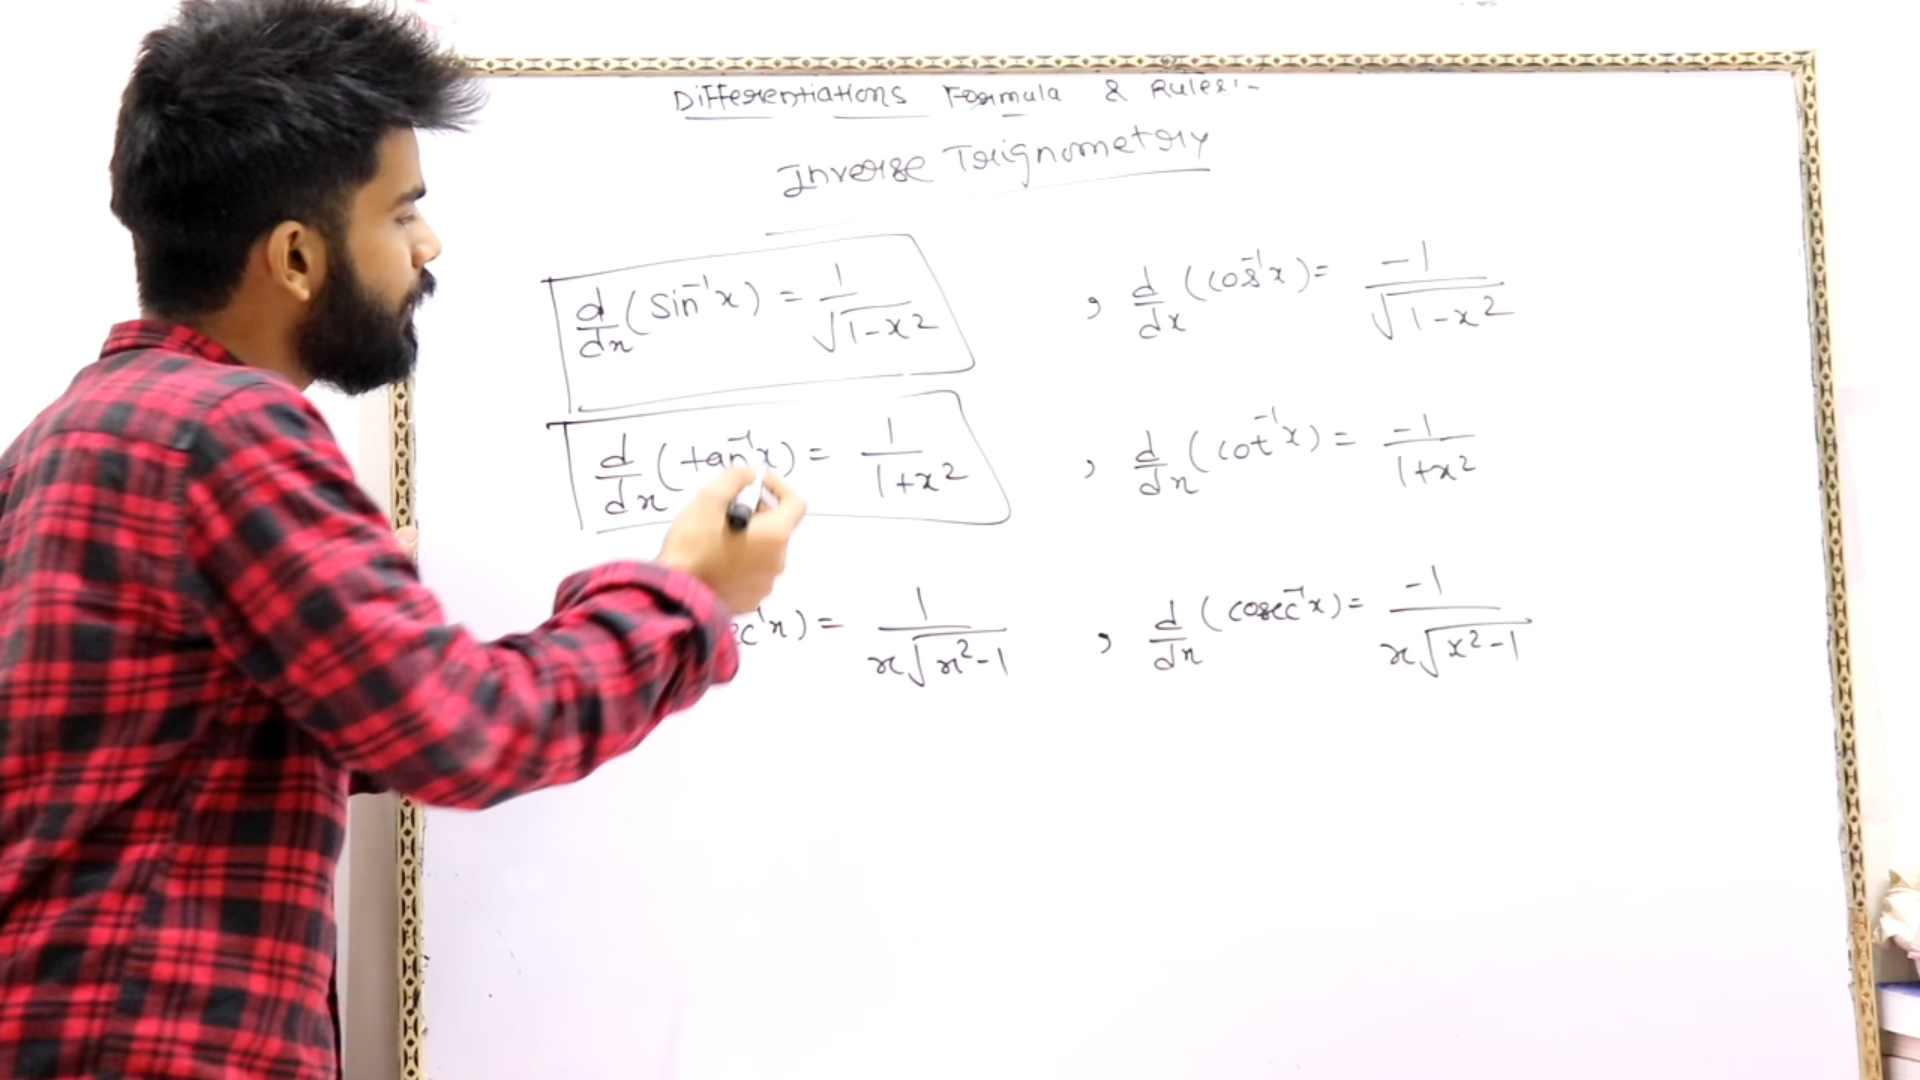 Differentiations Formula & Rules:-
Inverse Trignometry
d/dx (sin⁻¹x) = 1/√(1-x²) , d/dx (cos⁻¹x) = -1/√(1-x²)
d/dx (tan⁻¹x) = 1/(1+x²) , d/dx (cot⁻¹x) = -1/(1+x²)
ec⁻¹x) = 1/(x√(x²-1)) , d/dx (cosec⁻¹x) = -1/(x√(x²-1))